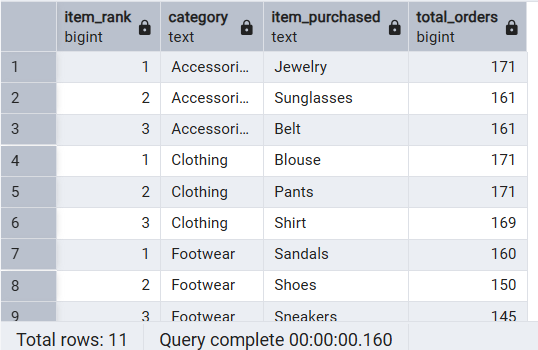 item_rank category item_purchased total_orders
bigint text text bigint
1 1 Accessori... Jewelry 171
2 2 Accessori... Sunglasses 161
3 3 Accessori... Belt 161
4 1 Clothing Blouse 171
5 2 Clothing Pants 171
6 3 Clothing Shirt 169
7 1 Footwear Sandals 160
8 2 Footwear Shoes 150
9 3 Footwear Sneakers 145
Total rows: 11 Query complete 00:00:00.160